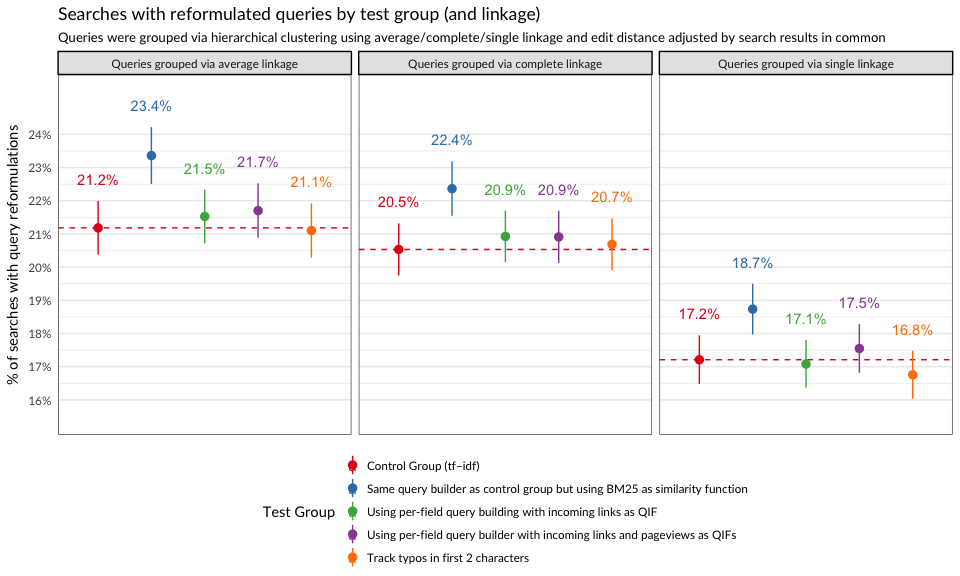 Searches with reformulated queries by test group (and linkage)
Queries were grouped via hierarchical clustering using average/complete/single linkage and edit distance adjusted by search results in common
Queries grouped via average linkage
Queries grouped via complete linkage
Queries grouped via single linkage
% of searches with query reformulations
24%
23%
22%
21%
20%
19%
18%
17%
16%
21.2%
23.4%
21.5%
21.7%
21.1%
20.5%
22.4%
20.9%
20.9%
20.7%
17.2%
18.7%
17.1%
17.5%
16.8%
Test Group
Control Group (tf–idf)
Same query builder as control group but using BM25 as similarity function
Using per-field query building with incoming links as QIF
Using per-field query builder with incoming links and pageviews as QIFs
Track typos in first 2 characters